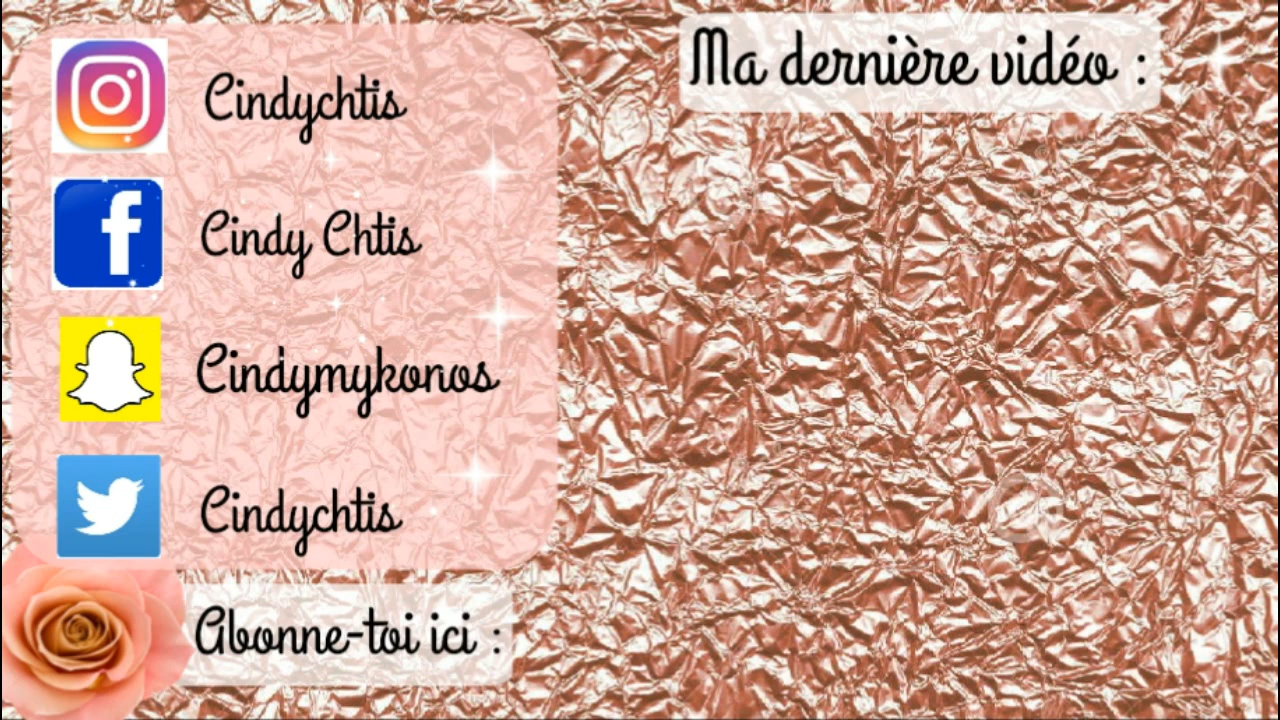 Cindychtis
Cindy Chtis
Cindymykonos
Cindychtis
Abonne-toi ici :
Ma dernière vidéo :